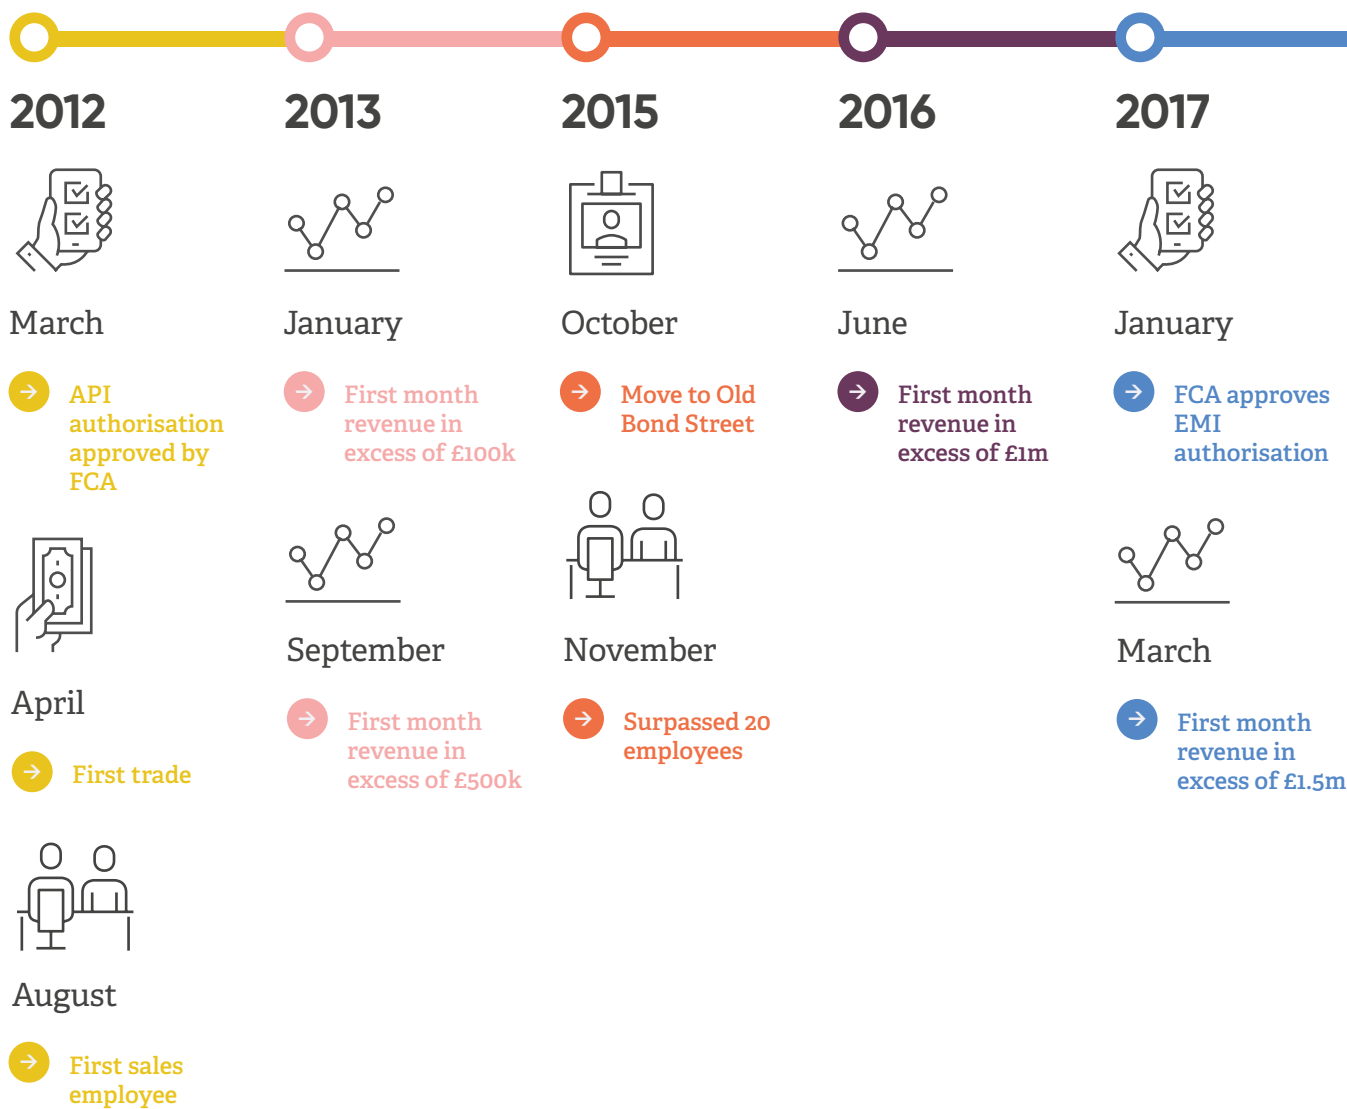 2012
March
API
authorisation
approved by
FCA
April
First trade
August
First sales
employee
2013
January
First month
revenue in
excess of £100k
September
First month
revenue in
excess of £500k
2015
October
Move to Old
Bond Street
November
Surpassed 20
employees
2016
June
First month
revenue in
excess of £1m
2017
January
FCA approves
EMI
authorisation
March
First month
revenue in
excess of £1.5m